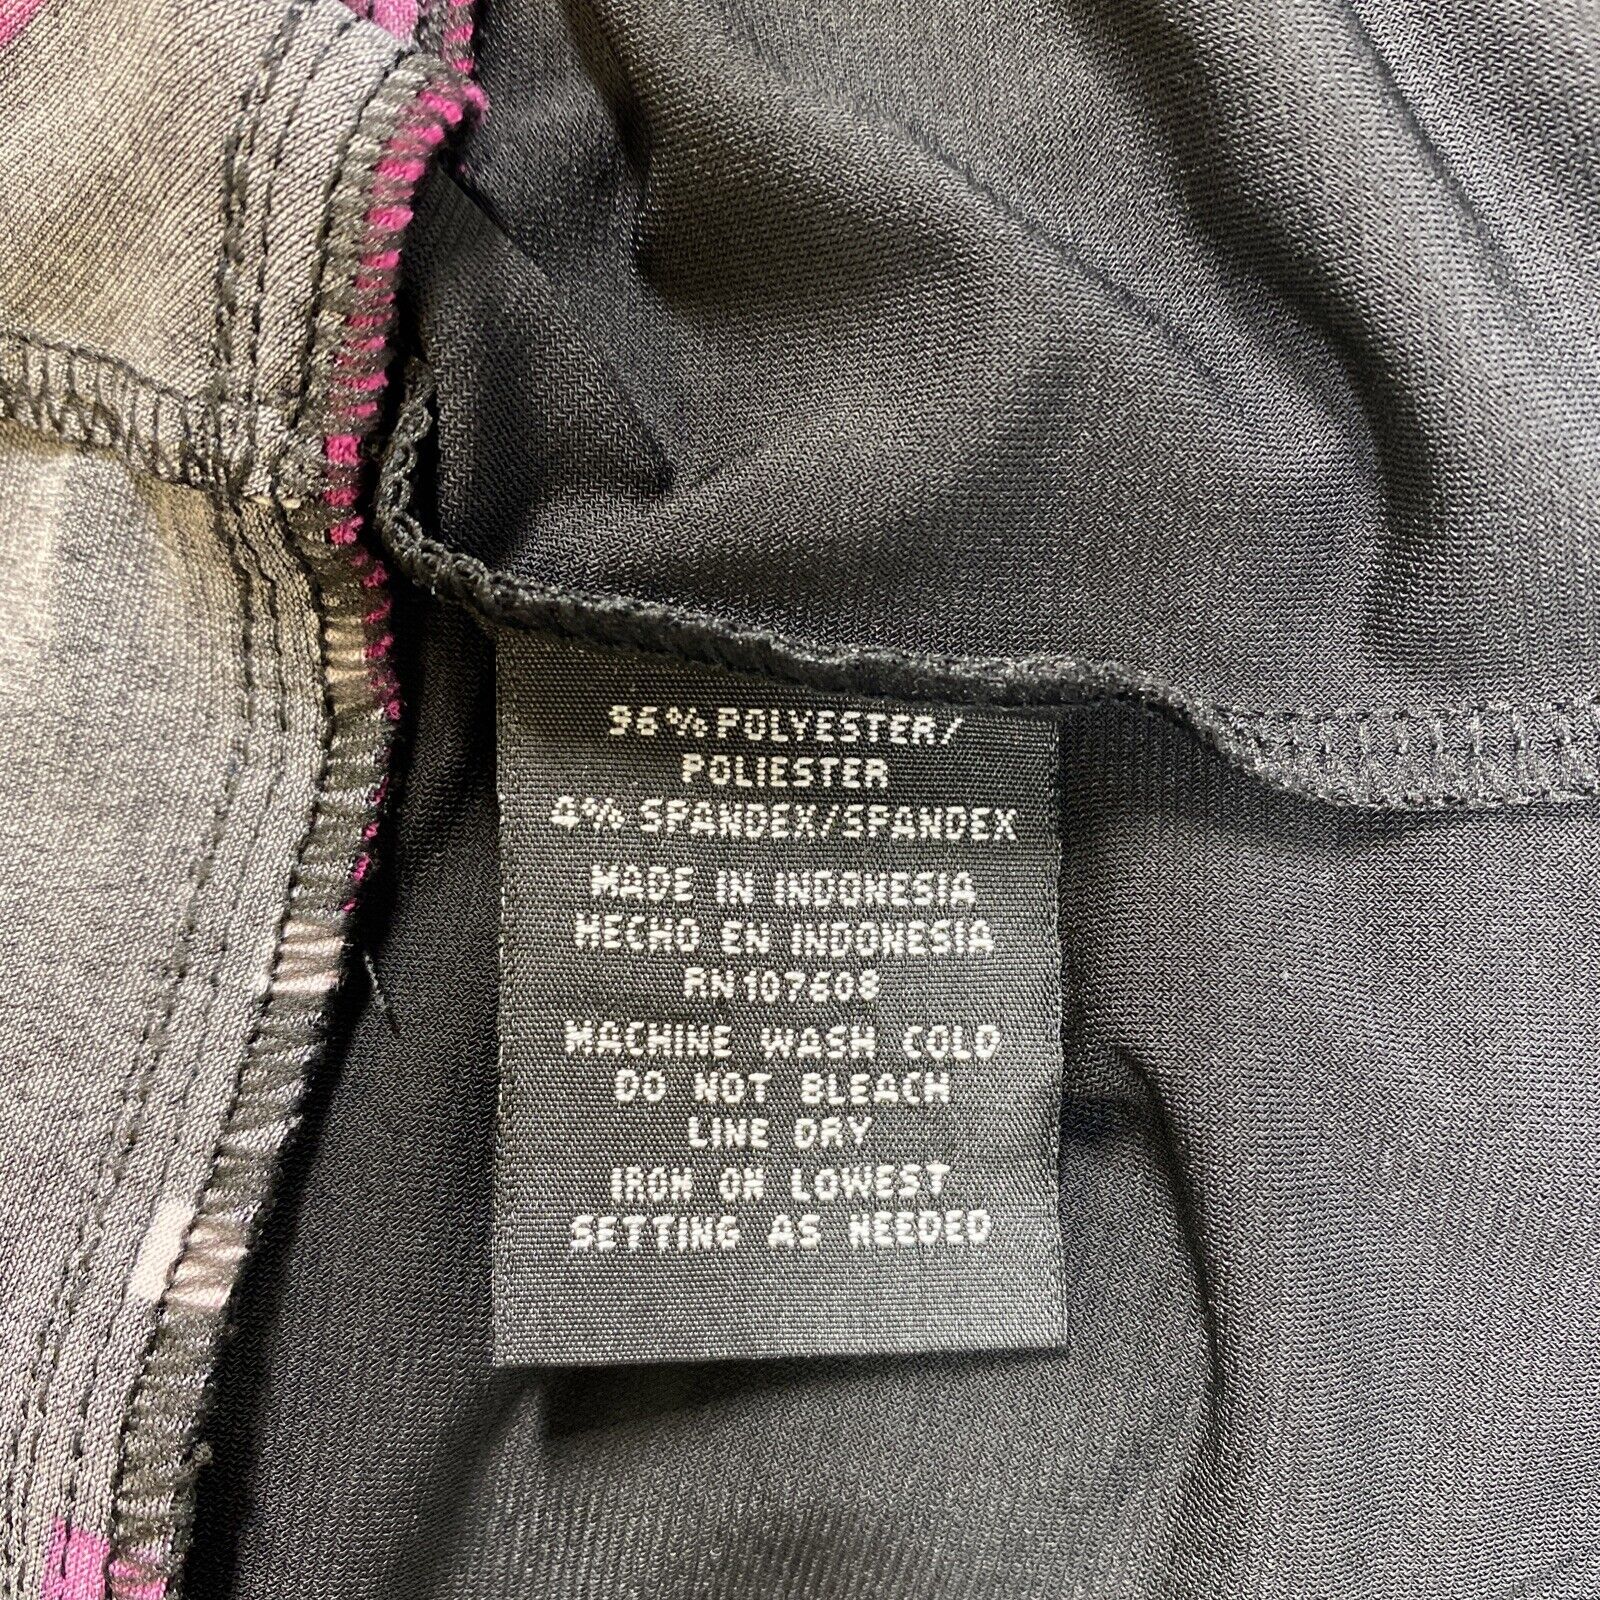 96% POLYESTER/
POLIESTER
4% SPANDEX/SPANDEX
MADE IN INDONESIA
HECHO EN INDONESIA
RN107608
MACHINE WASH COLD
DO NOT BLEACH
LINE DRY
IRON ON LOWEST
SETTING AS NEEDED